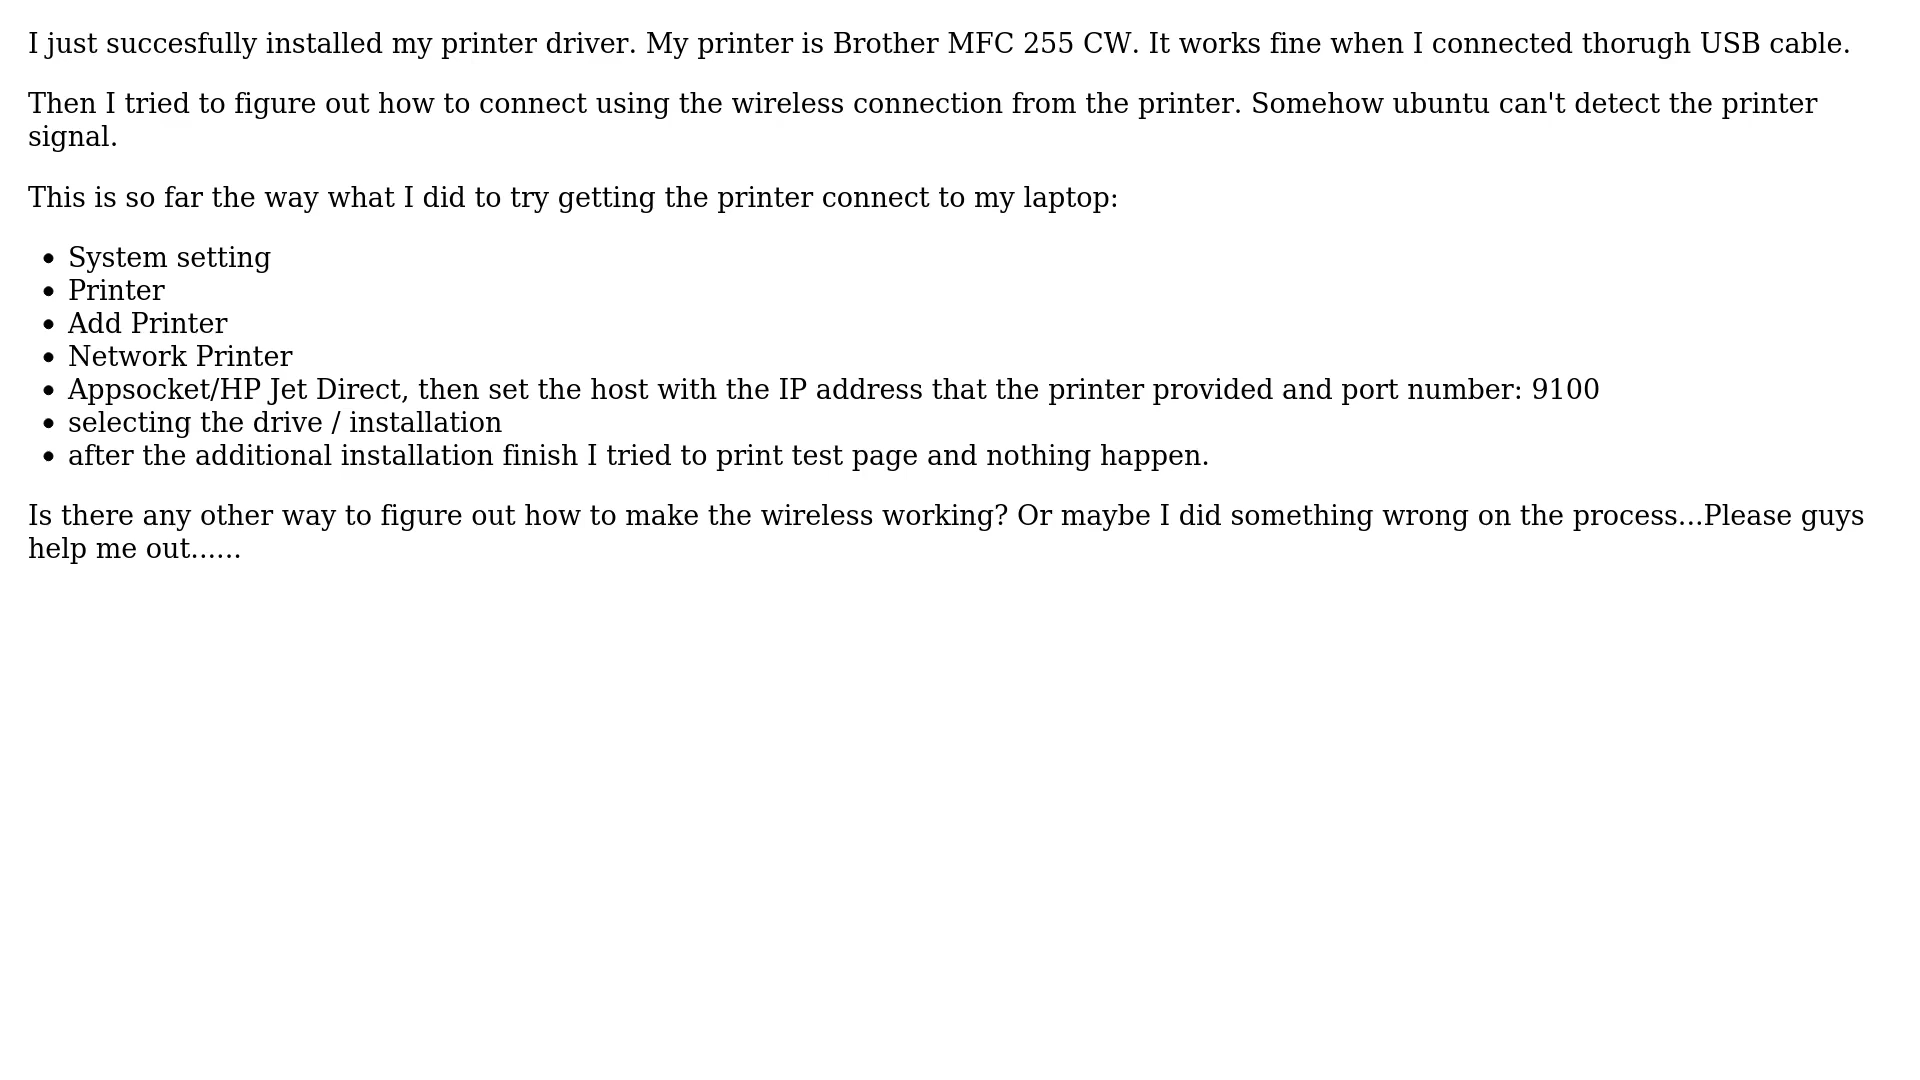 I just succesfully installed my printer driver. My printer is Brother MFC 255 CW. It works fine when I connected thorugh USB cable.
Then I tried to figure out how to connect using the wireless connection from the printer. Somehow ubuntu can't detect the printer
signal.
This is so far the way what I did to try getting the printer connect to my laptop:
• System setting
• Printer
• Add Printer
• Network Printer
• Appsocket/HP Jet Direct, then set the host with the IP address that the printer provided and port number: 9100
• selecting the drive / installation
• after the additional installation finish I tried to print test page and nothing happen.
Is there any other way to figure out how to make the wireless working? Or maybe I did something wrong on the process...Please guys
help me out......